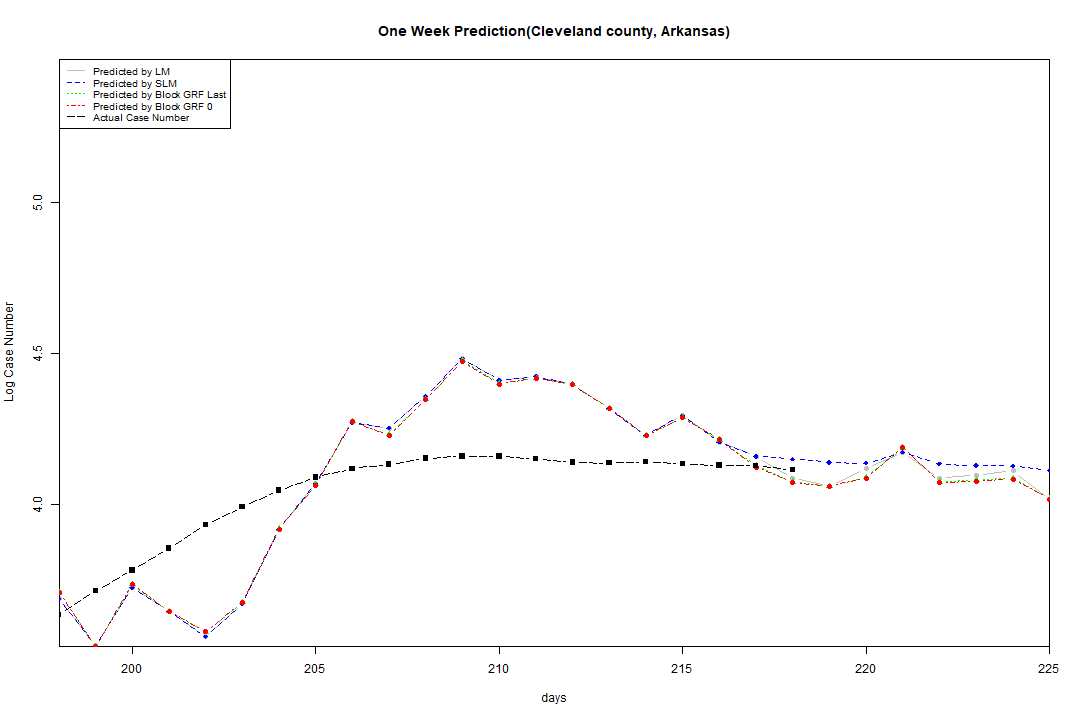 One Week Prediction(Cleveland county, Arkansas)
Predicted by LM
Predicted by SLM
Predicted by Block GRF Last
Predicted by Block GRF 0
Actual Case Number
5.0
4.5
4.0
Log Case Number
200
205
210
215
220
225
days